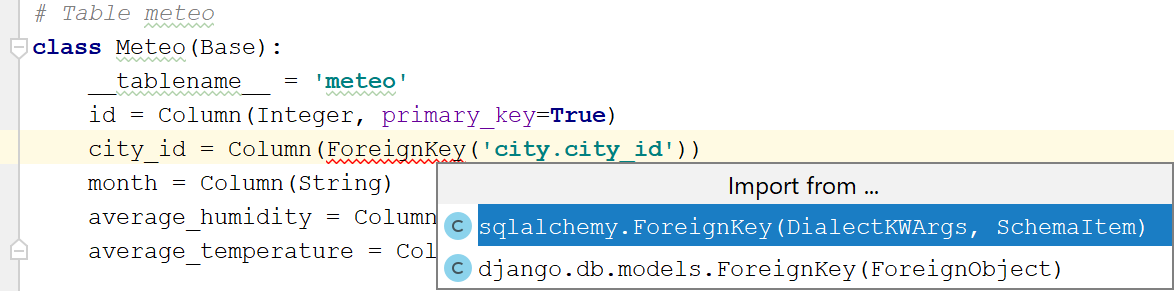 # Table meteo
class Meteo(Base):
__tablename__ = 'meteo'
id = Column(Integer, primary_key=True)
city_id = Column(ForeignKey('city.city_id'))
month = Column(String)
average_humidity = Column
average_temperature = Col
Import from ...
C sqlalchemy.ForeignKey(DialectKWArgs, SchemaItem)
C django.db.models.ForeignKey(ForeignObject)